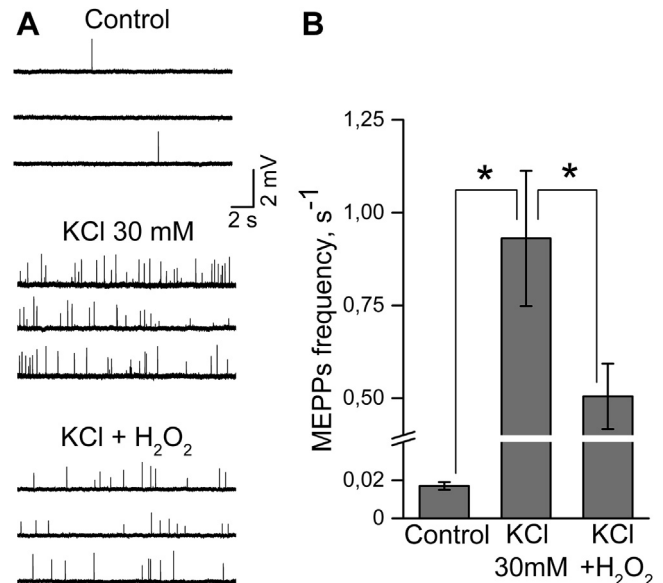 A
Control
2 mV
2 s
KCl 30 mM
KCl + H₂O₂
B
MEPPs frequency, s⁻¹
1,25
1,00
0,75
0,50
0,02
0
*
*
Control
KCl
30mM
KCl
+H₂O₂